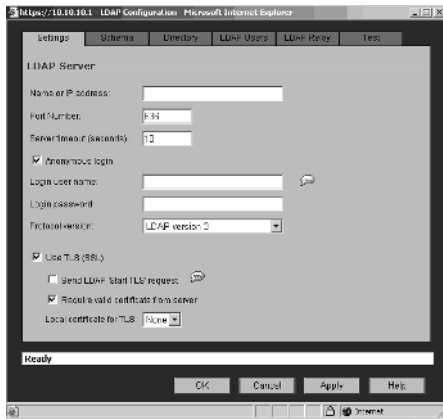 https://10.10.10.1 - LDAP Configuration - Microsoft Internet Explorer
Settings Schema Directory LDAP Users LDAP Relay Test
LDAP Server
Name or IP address:
Port Number: 636
Server timeout (seconds): 10
Anonymous login
Login user name:
Login password
Protocol version: LDAP version 3
Use TLS (SSL)
Send LDAP 'Start TLS' request
Require valid certificate from server
Local certificate for TLS: None
Ready
OK Cancel Apply Help
Internet